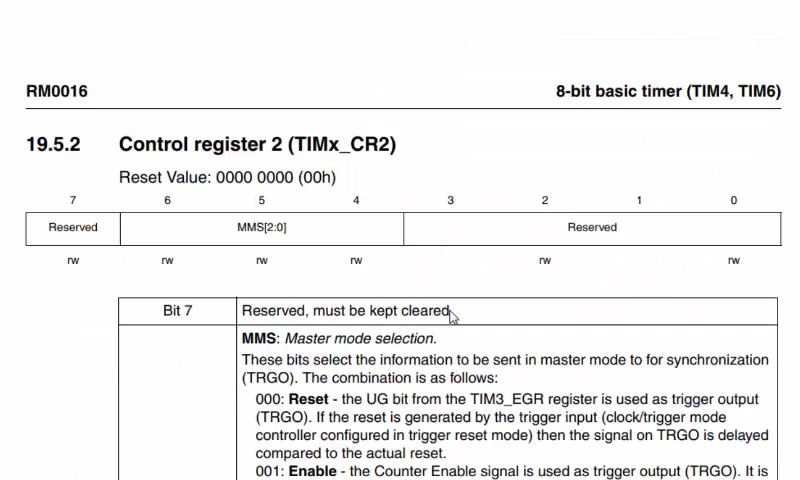 RM0016 8-bit basic timer (TIM4, TIM6)
19.5.2 Control register 2 (TIMx_CR2)
Reset Value: 0000 0000 (00h)
7 6 5 4 3 2 1 0
Reserved MMS[2:0] Reserved
rw rw rw rw rw rw
Bit 7 Reserved, must be kept cleared
MMS: Master mode selection.
These bits select the information to be sent in master mode to for synchronization
(TRGO). The combination is as follows:
000: Reset - the UG bit from the TIM3_EGR register is used as trigger output
(TRGO). If the reset is generated by the trigger input (clock/trigger mode
controller configured in trigger reset mode) then the signal on TRGO is delayed
compared to the actual reset.
001: Enable - the Counter Enable signal is used as trigger output (TRGO). It is